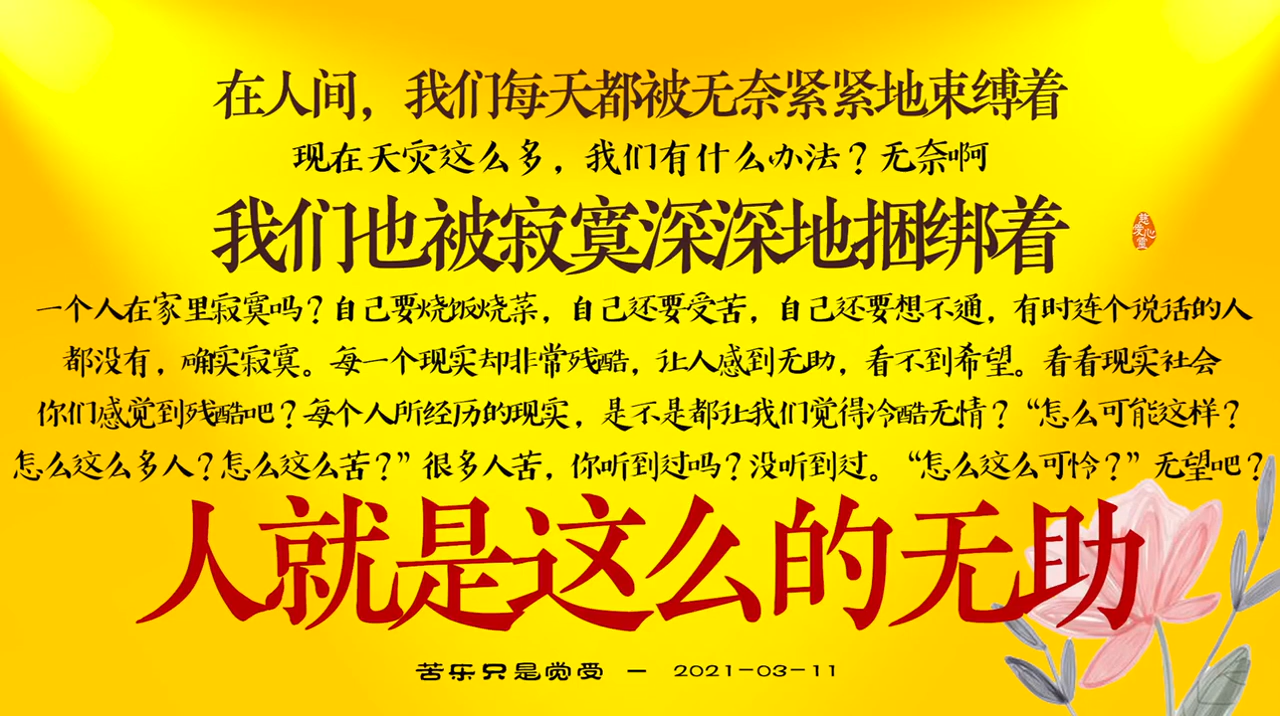 在人间，我们每天都被无奈紧紧地束缚着
现在天灾这么多，我们有什么办法？无奈啊
我们也被寂寞深深地捆绑着
慈心
爱灵
一个人在家里寂寞吗？自己要烧饭烧菜，自己还要受苦，自己还要想不通，有时连个说话的人
都没有，确实寂寞。每一个现实却非常残酷，让人感到无助，看不到希望。看看现实社会
你们感觉到残酷吧？每个人所经历的现实，是不是都让我们觉得冷酷无情？“怎么可能这样？
怎么这么多人？怎么这么苦？”很多人苦，你听到过吗？没听到过。“怎么这么可怜？”无望吧？
人就是这么的无助
苦乐只是觉受 — 2021-03-11